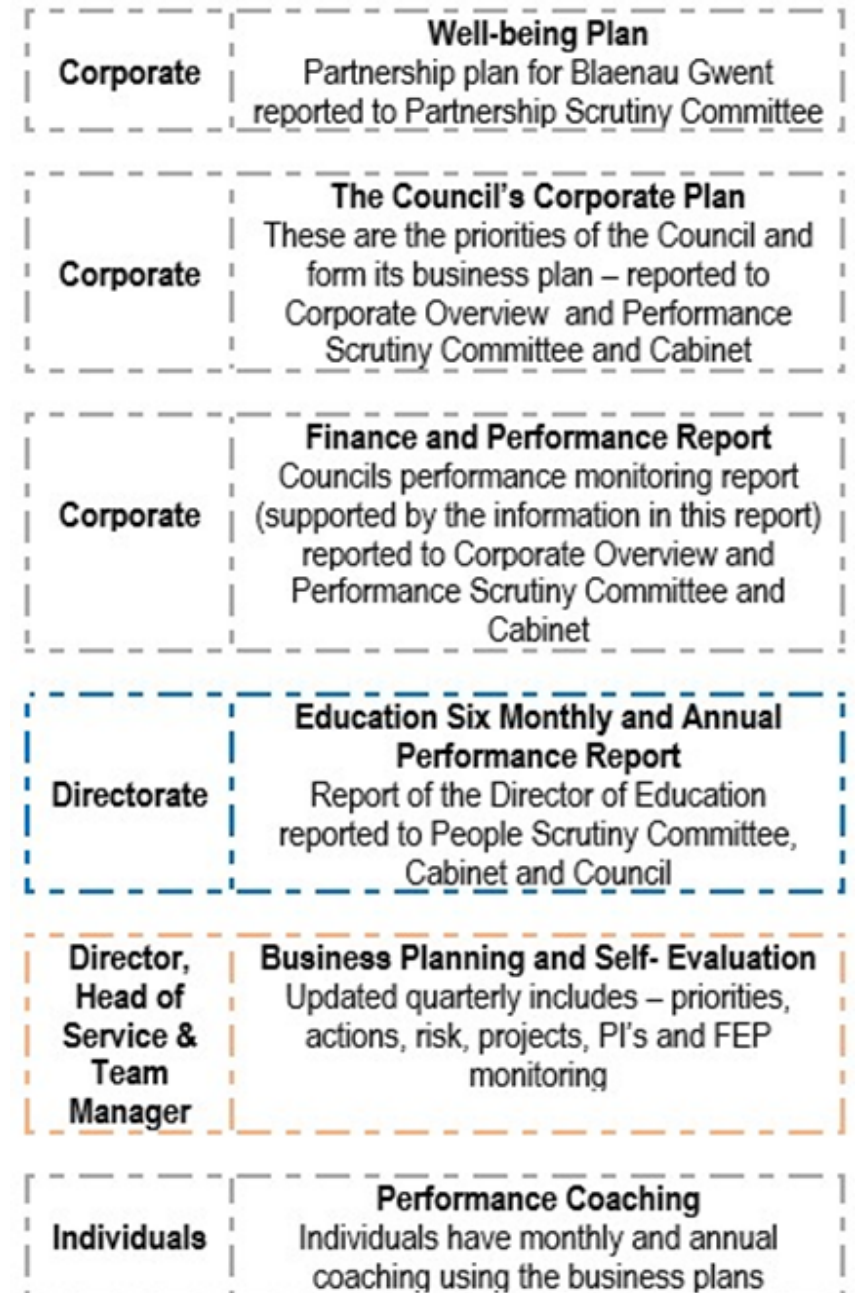 Corporate
Well-being Plan
Partnership plan for Blaenau Gwent
reported to Partnership Scrutiny Committee
Corporate
The Council's Corporate Plan
These are the priorities of the Council and
form its business plan – reported to
Corporate Overview and Performance
Scrutiny Committee and Cabinet
Corporate
Finance and Performance Report
Councils performance monitoring report
(supported by the information in this report)
reported to Corporate Overview and
Performance Scrutiny Committee and
Cabinet
Directorate
Education Six Monthly and Annual
Performance Report
Report of the Director of Education
reported to People Scrutiny Committee,
Cabinet and Council
Director,
Head of
Service &
Team
Manager
Business Planning and Self- Evaluation
Updated quarterly includes – priorities,
actions, risk, projects, PI's and FEP
monitoring
Individuals
Performance Coaching
Individuals have monthly and annual
coaching using the business plans